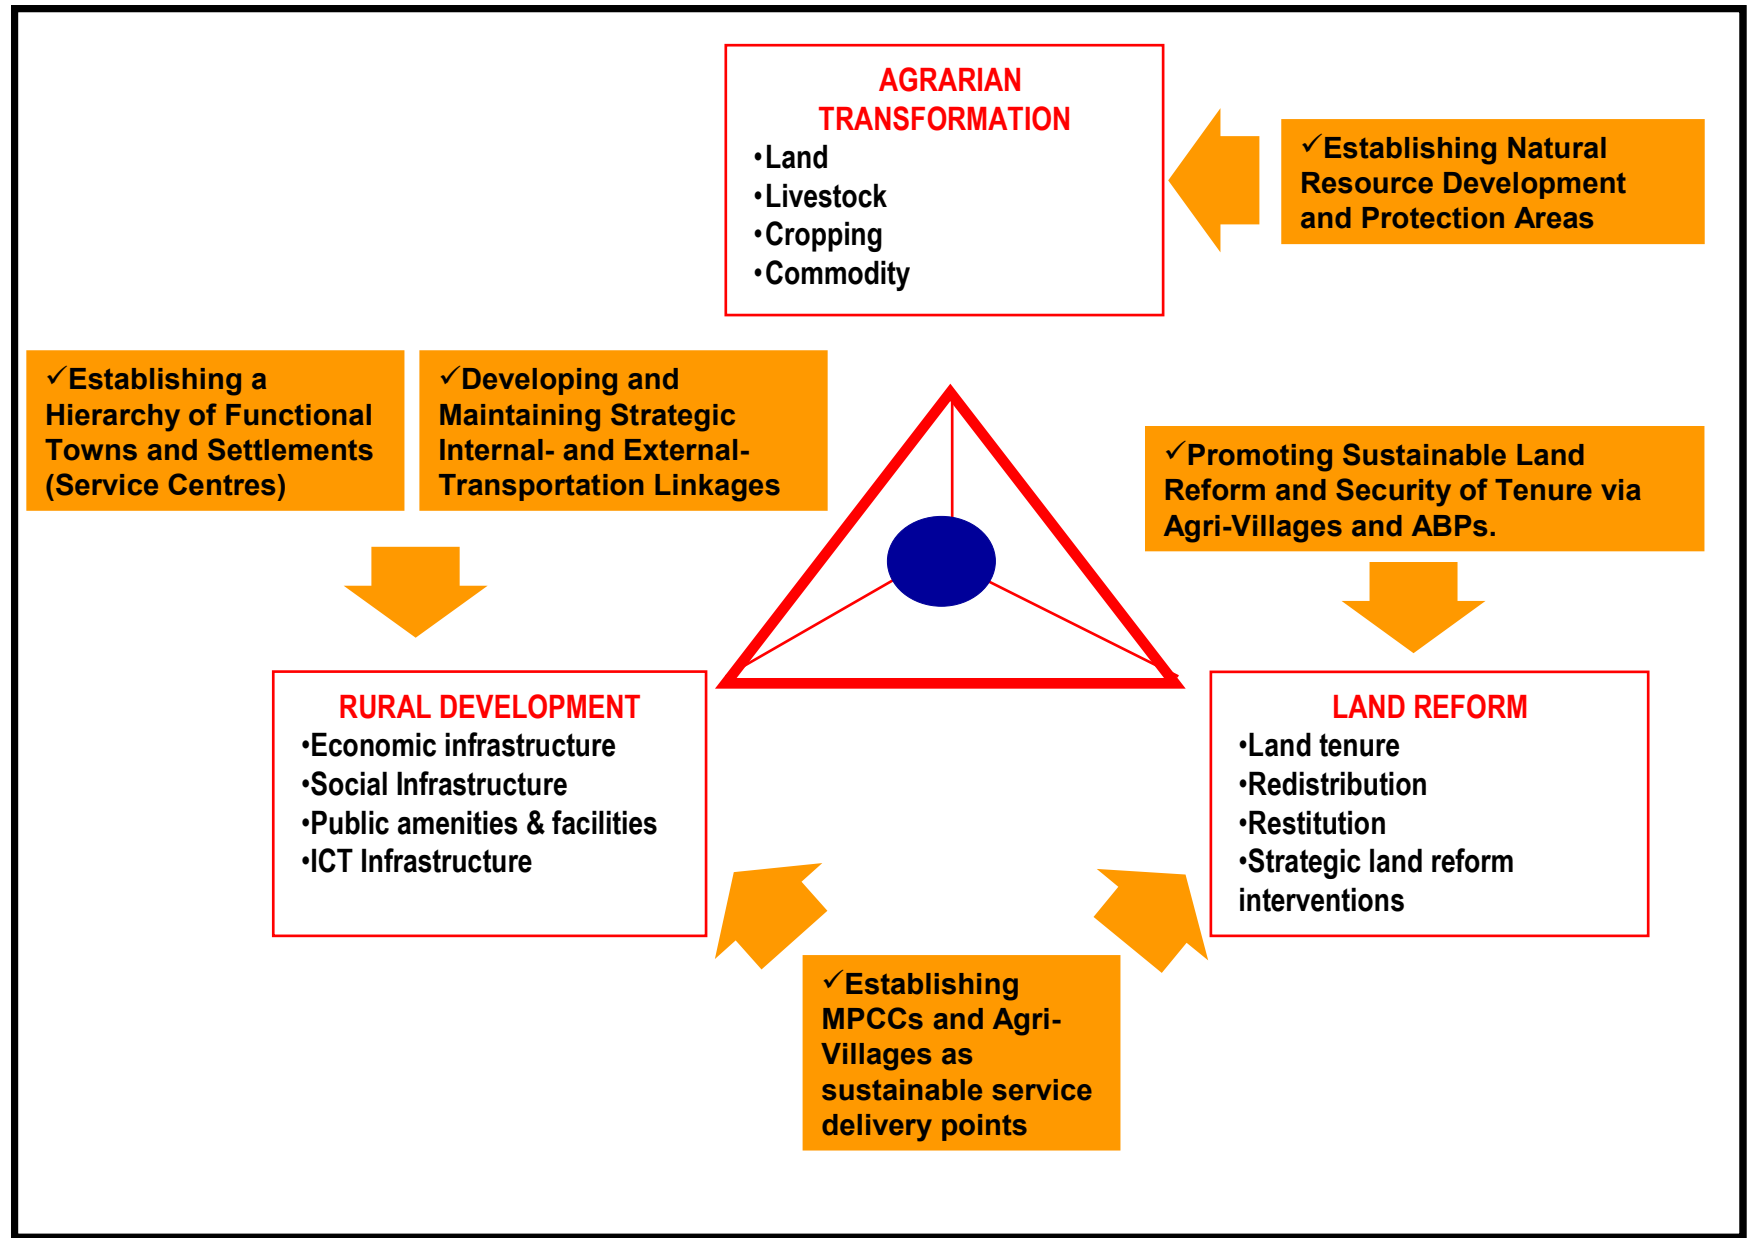 AGRARIAN
TRANSFORMATION
•Land
•Livestock
•Cropping
•Commodity
✓Establishing Natural
Resource Development
and Protection Areas
✓Establishing a
Hierarchy of Functional
Towns and Settlements
(Service Centres)
✓Developing and
Maintaining Strategic
Internal- and External-
Transportation Linkages
✓Promoting Sustainable Land
Reform and Security of Tenure via
Agri-Villages and ABPs.
RURAL DEVELOPMENT
•Economic infrastructure
•Social Infrastructure
•Public amenities & facilities
•ICT Infrastructure
LAND REFORM
•Land tenure
•Redistribution
•Restitution
•Strategic land reform
interventions
✓Establishing
MPCCs and Agri-
Villages as
sustainable service
delivery points